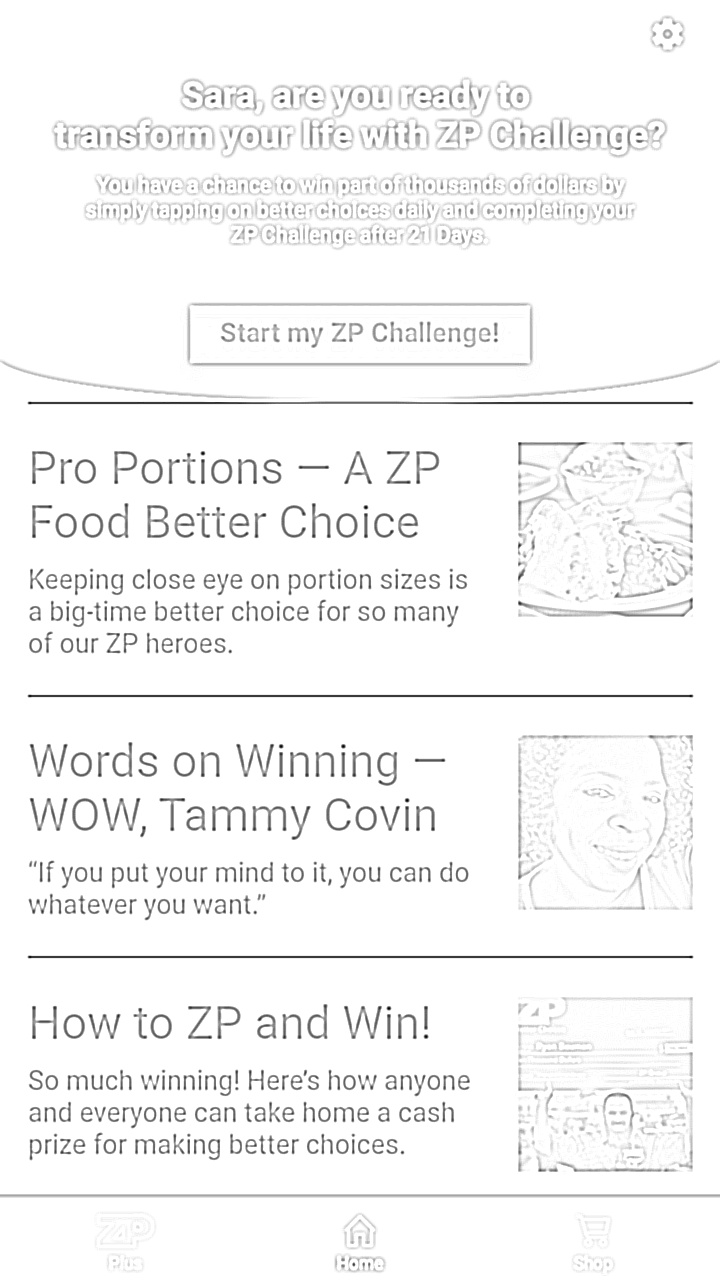 Sara, are you ready to
transform your life with ZP Challenge?
You have a chance to win part of thousands of dollars by
simply tapping on better choices daily and completing your
ZP Challenge after 21 Days.
Start my ZP Challenge!
Pro Portions — A ZP
Food Better Choice
Keeping close eye on portion sizes is
a big-time better choice for so many
of our ZP heroes.
Words on Winning —
WOW, Tammy Covin
“If you put your mind to it, you can do
whatever you want.”
How to ZP and Win!
So much winning! Here’s how anyone
and everyone can take home a cash
prize for making better choices.
ZP
Plus
Home
Shop